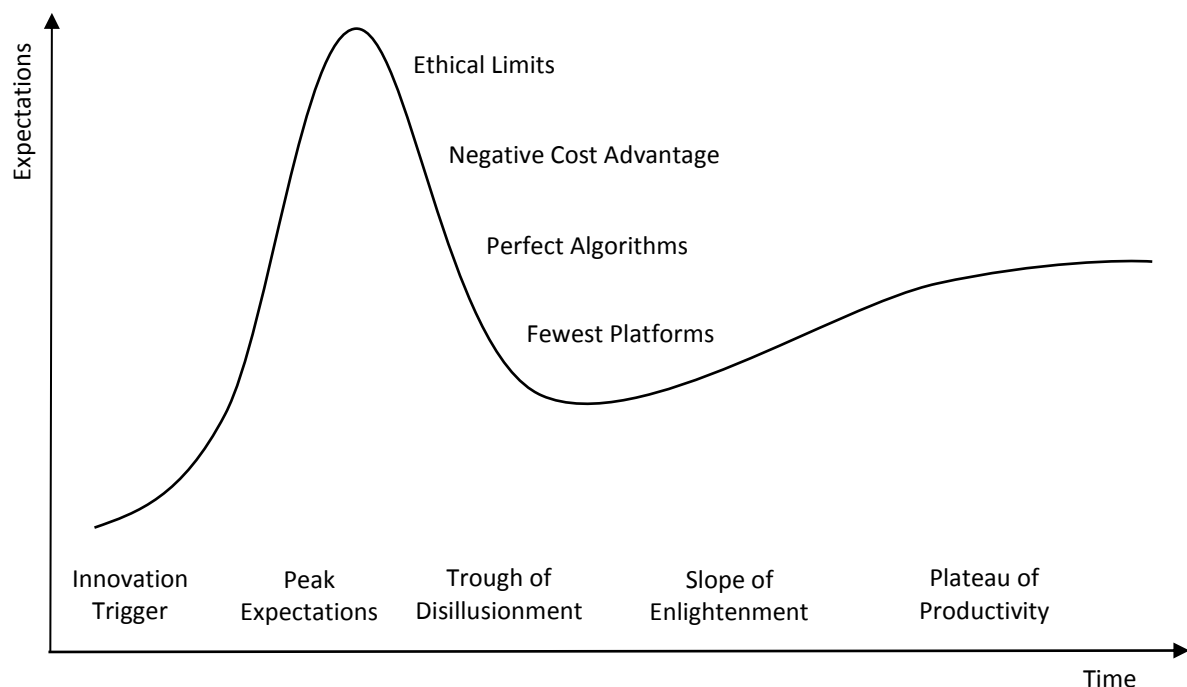 Expectations
Ethical Limits
Negative Cost Advantage
Perfect Algorithms
Fewest Platforms
Innovation
Trigger
Peak
Expectations
Trough of
Disillusionment
Slope of
Enlightenment
Plateau of
Productivity
Time